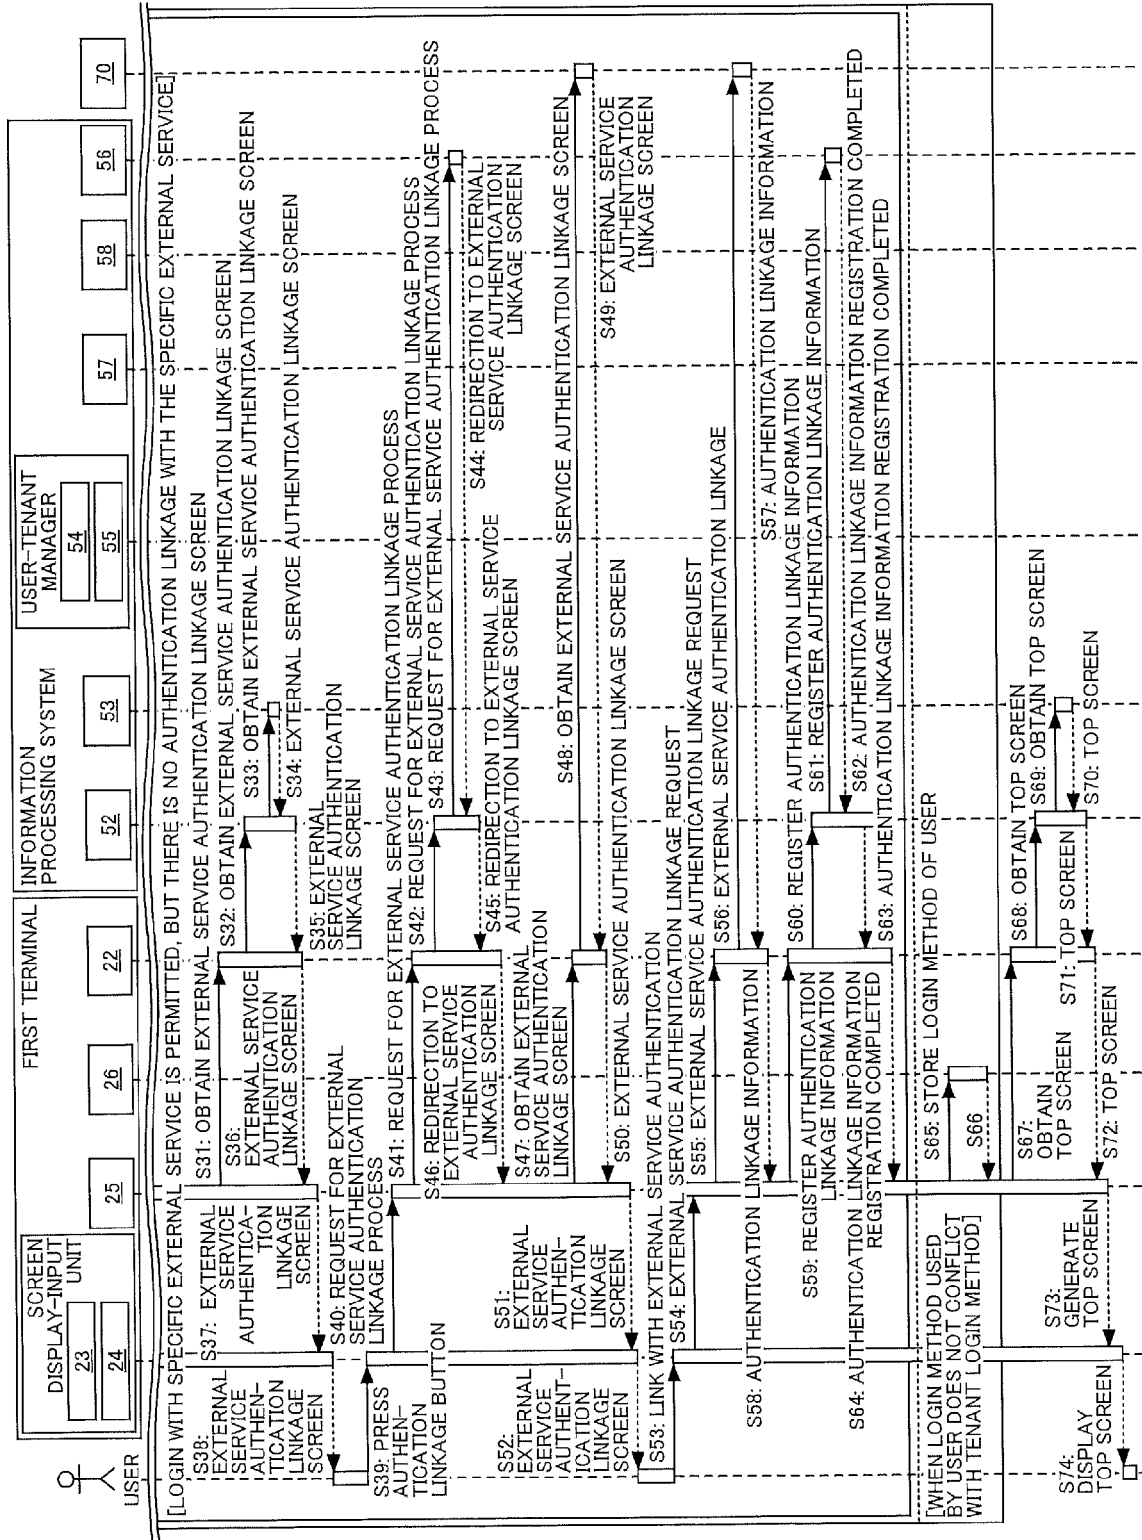 USER
SCREEN
DISPLAY-INPUT
UNIT
23
24
FIRST TERMINAL
25
26
22
INFORMATION
PROCESSING SYSTEM
52
53
USER-TENANT
MANAGER
54
55
57
58
56
70
[LOGIN WITH SPECIFIC EXTERNAL SERVICE IS PERMITTED, BUT THERE IS NO AUTHENTICATION LINKAGE WITH THE SPECIFIC EXTERNAL SERVICE]
S31: OBTAIN EXTERNAL SERVICE AUTHENTICATION LINKAGE SCREEN
S32: OBTAIN EXTERNAL SERVICE AUTHENTICATION LINKAGE SCREEN
S33: OBTAIN EXTERNAL SERVICE AUTHENTICATION LINKAGE SCREEN
S34: EXTERNAL SERVICE AUTHENTICATION LINKAGE SCREEN
S35: EXTERNAL
SERVICE AUTHENTICATION
LINKAGE SCREEN
S36:
EXTERNAL SERVICE
AUTHENTICATION
LINKAGE SCREEN
S37: EXTERNAL
SERVICE
AUTHENTICA-
TION
LINKAGE
SCREEN
S38:
EXTERNAL
SERVICE
AUTHEN-
TICATION
LINKAGE
SCREEN
S39: PRESS
AUTHEN-
TICATION
LINKAGE BUTTON
S40: REQUEST FOR EXTERNAL
SERVICE AUTHENTICATION
LINKAGE PROCESS
S41: REQUEST FOR EXTERNAL SERVICE AUTHENTICATION LINKAGE PROCESS
S42: REQUEST FOR EXTERNAL SERVICE AUTHENTICATION LINKAGE PROCESS
S43: REQUEST FOR EXTERNAL SERVICE AUTHENTICATION LINKAGE PROCESS
S44: REDIRECTION TO EXTERNAL
SERVICE AUTHENTICATION
LINKAGE SCREEN
S45: REDIRECTION TO EXTERNAL SERVICE
AUTHENTICATION LINKAGE SCREEN
S46: REDIRECTION TO
EXTERNAL SERVICE
AUTHENTICATION
LINKAGE SCREEN
S47: OBTAIN EXTERNAL
SERVICE AUTHENTICATION
LINKAGE SCREEN
S48: OBTAIN EXTERNAL SERVICE AUTHENTICATION LINKAGE SCREEN
S49: EXTERNAL SERVICE
AUTHENTICATION
LINKAGE SCREEN
S50: EXTERNAL SERVICE AUTHENTICATION LINKAGE SCREEN
S51:
EXTERNAL
SERVICE
AUTHEN-
TICATION
LINKAGE
SCREEN
S52:
EXTERNAL
SERVICE
AUTHENT-
ICATION
LINKAGE
SCREEN
S53: LINK WITH EXTERNAL SERVICE AUTHENTICATION
S54: EXTERNAL SERVICE AUTHENTICATION LINKAGE REQUEST
S55: EXTERNAL SERVICE AUTHENTICATION LINKAGE REQUEST
S56: EXTERNAL SERVICE AUTHENTICATION LINKAGE
S57: AUTHENTICATION LINKAGE INFORMATION
S58: AUTHENTICATION LINKAGE INFORMATION
S59: REGISTER AUTHENTICATION
LINKAGE INFORMATION
S60: REGISTER AUTHENTICATION LINKAGE INFORMATION
S61: REGISTER AUTHENTICATION LINKAGE INFORMATION
S62: AUTHENTICATION LINKAGE INFORMATION REGISTRATION COMPLETED
S63: AUTHENTICATION LINKAGE INFORMATION REGISTRATION COMPLETED
S64: AUTHENTICATION LINKAGE INFORMATION
REGISTRATION COMPLETED
[WHEN LOGIN METHOD USED
BY USER DOES NOT CONFLICT
WITH TENANT LOGIN METHOD]
S65: STORE LOGIN METHOD OF USER
S66
S67:
OBTAIN
TOP SCREEN
S68: OBTAIN TOP SCREEN
S69: OBTAIN TOP SCREEN
S70: TOP SCREEN
S71: TOP SCREEN
S72: TOP SCREEN
S73:
GENERATE
TOP SCREEN
S74:
DISPLAY
TOP SCREEN